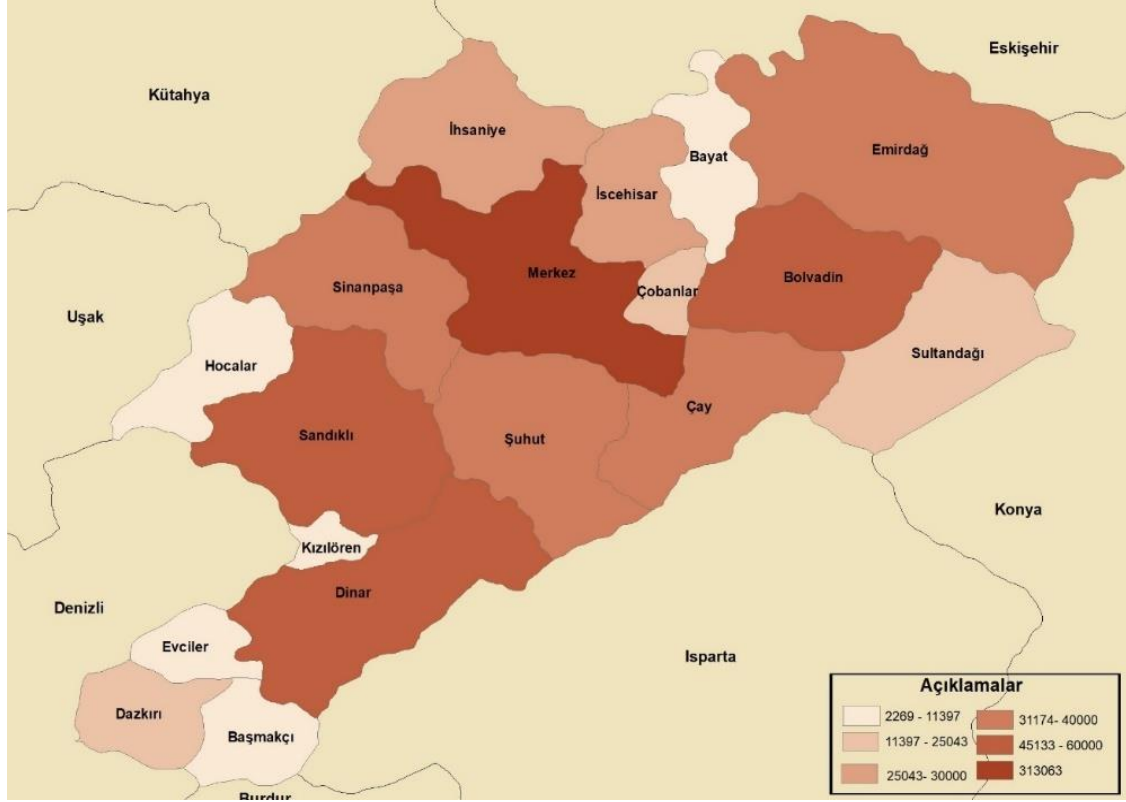 Eskişehir
Kütahya
İhsaniye
Emirdağ
Bayat
İscehisar
Merkez
Bolvadin
Sinanpaşa
Çobanlar
Uşak
Sultandağı
Hocalar
Çay
Sandıklı
Şuhut
Konya
Kızılören
Dinar
Denizli
Evciler
Isparta
Dazkırı
Başmakçı
Burdur
Açıklamalar
2269 - 11397
11397 - 25043
25043- 30000
31174- 40000
45133 - 60000
313063